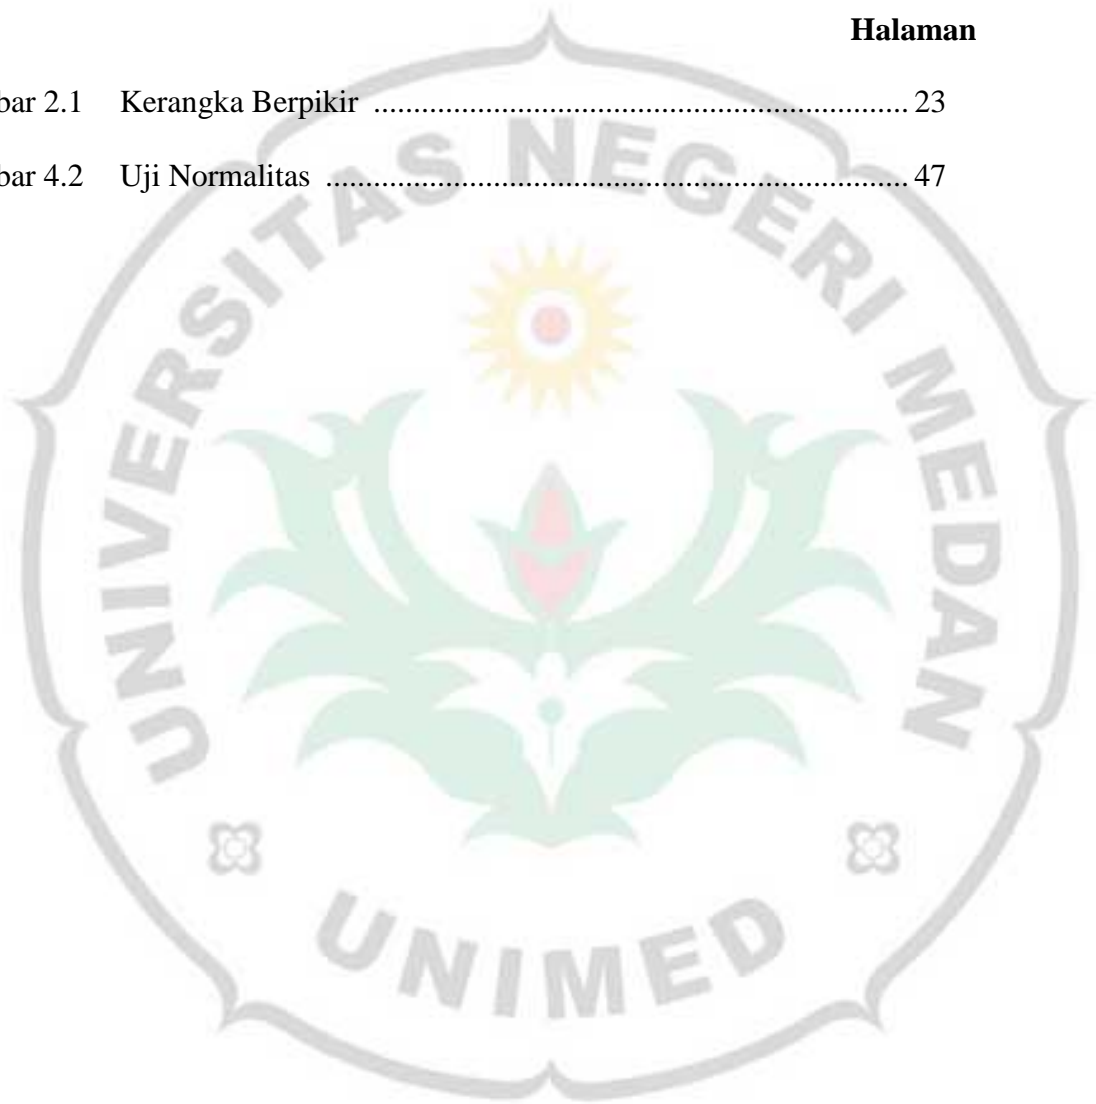 Halaman
bar 2.1 Kerangka Berpikir .................................................................. 23
bar 4.2 Uji Normalitas ........................................................................ 47
UNIVERSITAS NEGERI MEDAN
UNIMED